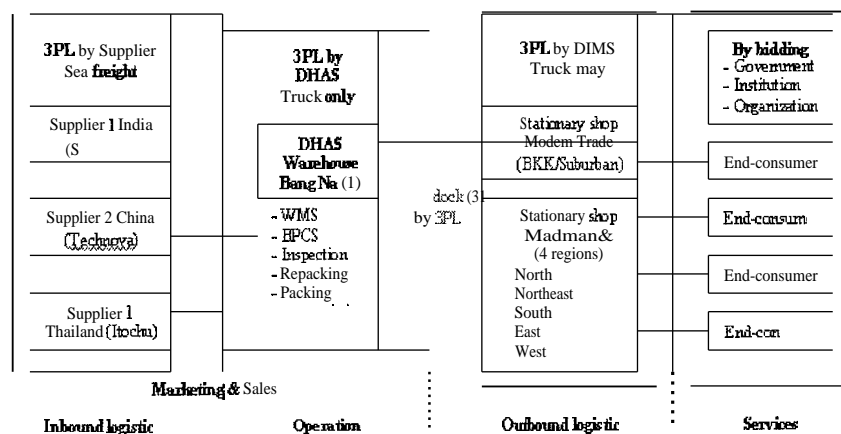 3PL by Supplier
Sea freight
Supplier 1 India
(S
Supplier 2 China
(Technova)
Supplier 1
Thailand (Itochu)
Marketing & Sales
Inbound logistic
3PL by
DHAS
Truck only
DHAS
Warehouse
Bang Na (1)
- WMS
- BPCS
- Inspection
- Repacking
- Packing
Operation
dock (31
by 3PL
3PL by DIMS
Truck may
Stationary shop
Modem Trade
(BKK/Suburban)
Stationary shop
Madman&
(4 regions)
North
Northeast
South
East
West
Outbound logistic
By bidding
- Government
- Institution
- Organization
End-consumer
End-consum
End-consumer
End-con
Services